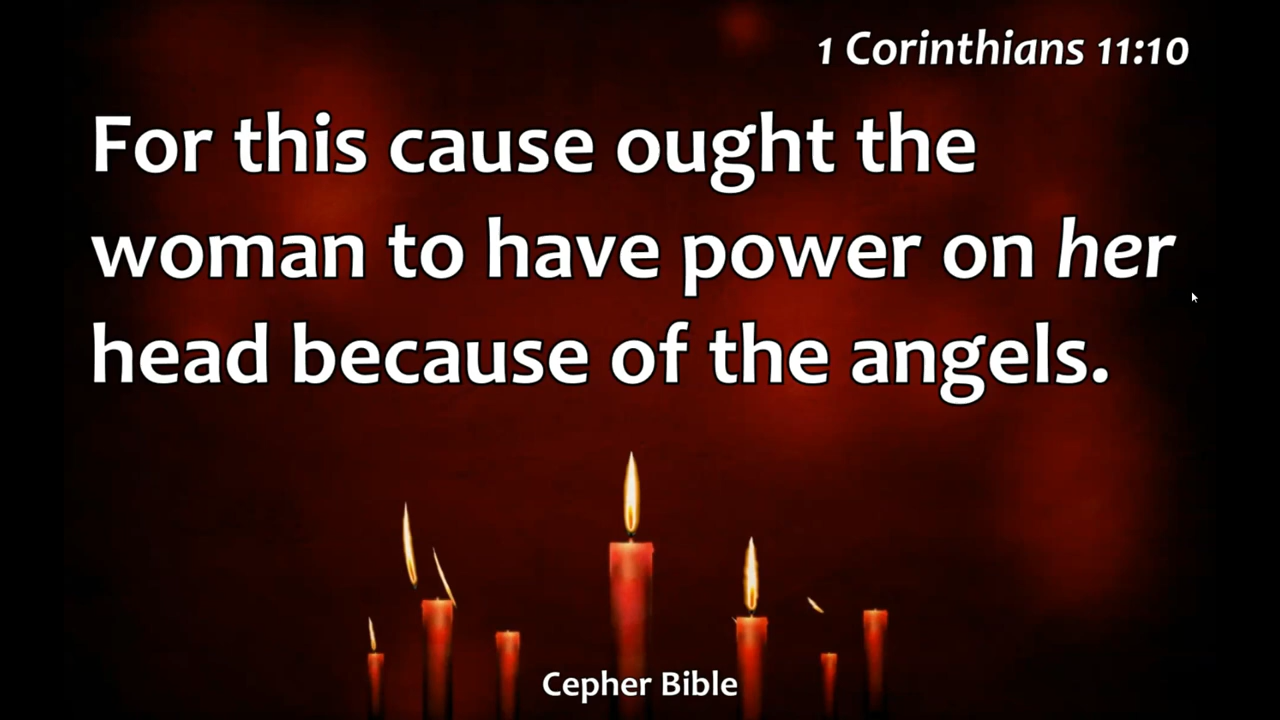 1 Corinthians 11:10
For this cause ought the
woman to have power on her
head because of the angels.
Cepher Bible